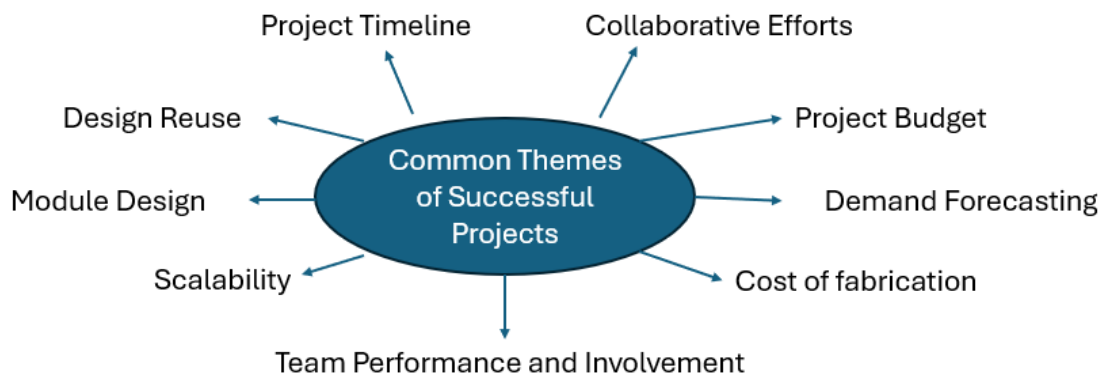 Project Timeline
Collaborative Efforts
Design Reuse
Project Budget
Common Themes
of Successful
Projects
Module Design
Demand Forecasting
Scalability
Cost of fabrication
Team Performance and Involvement